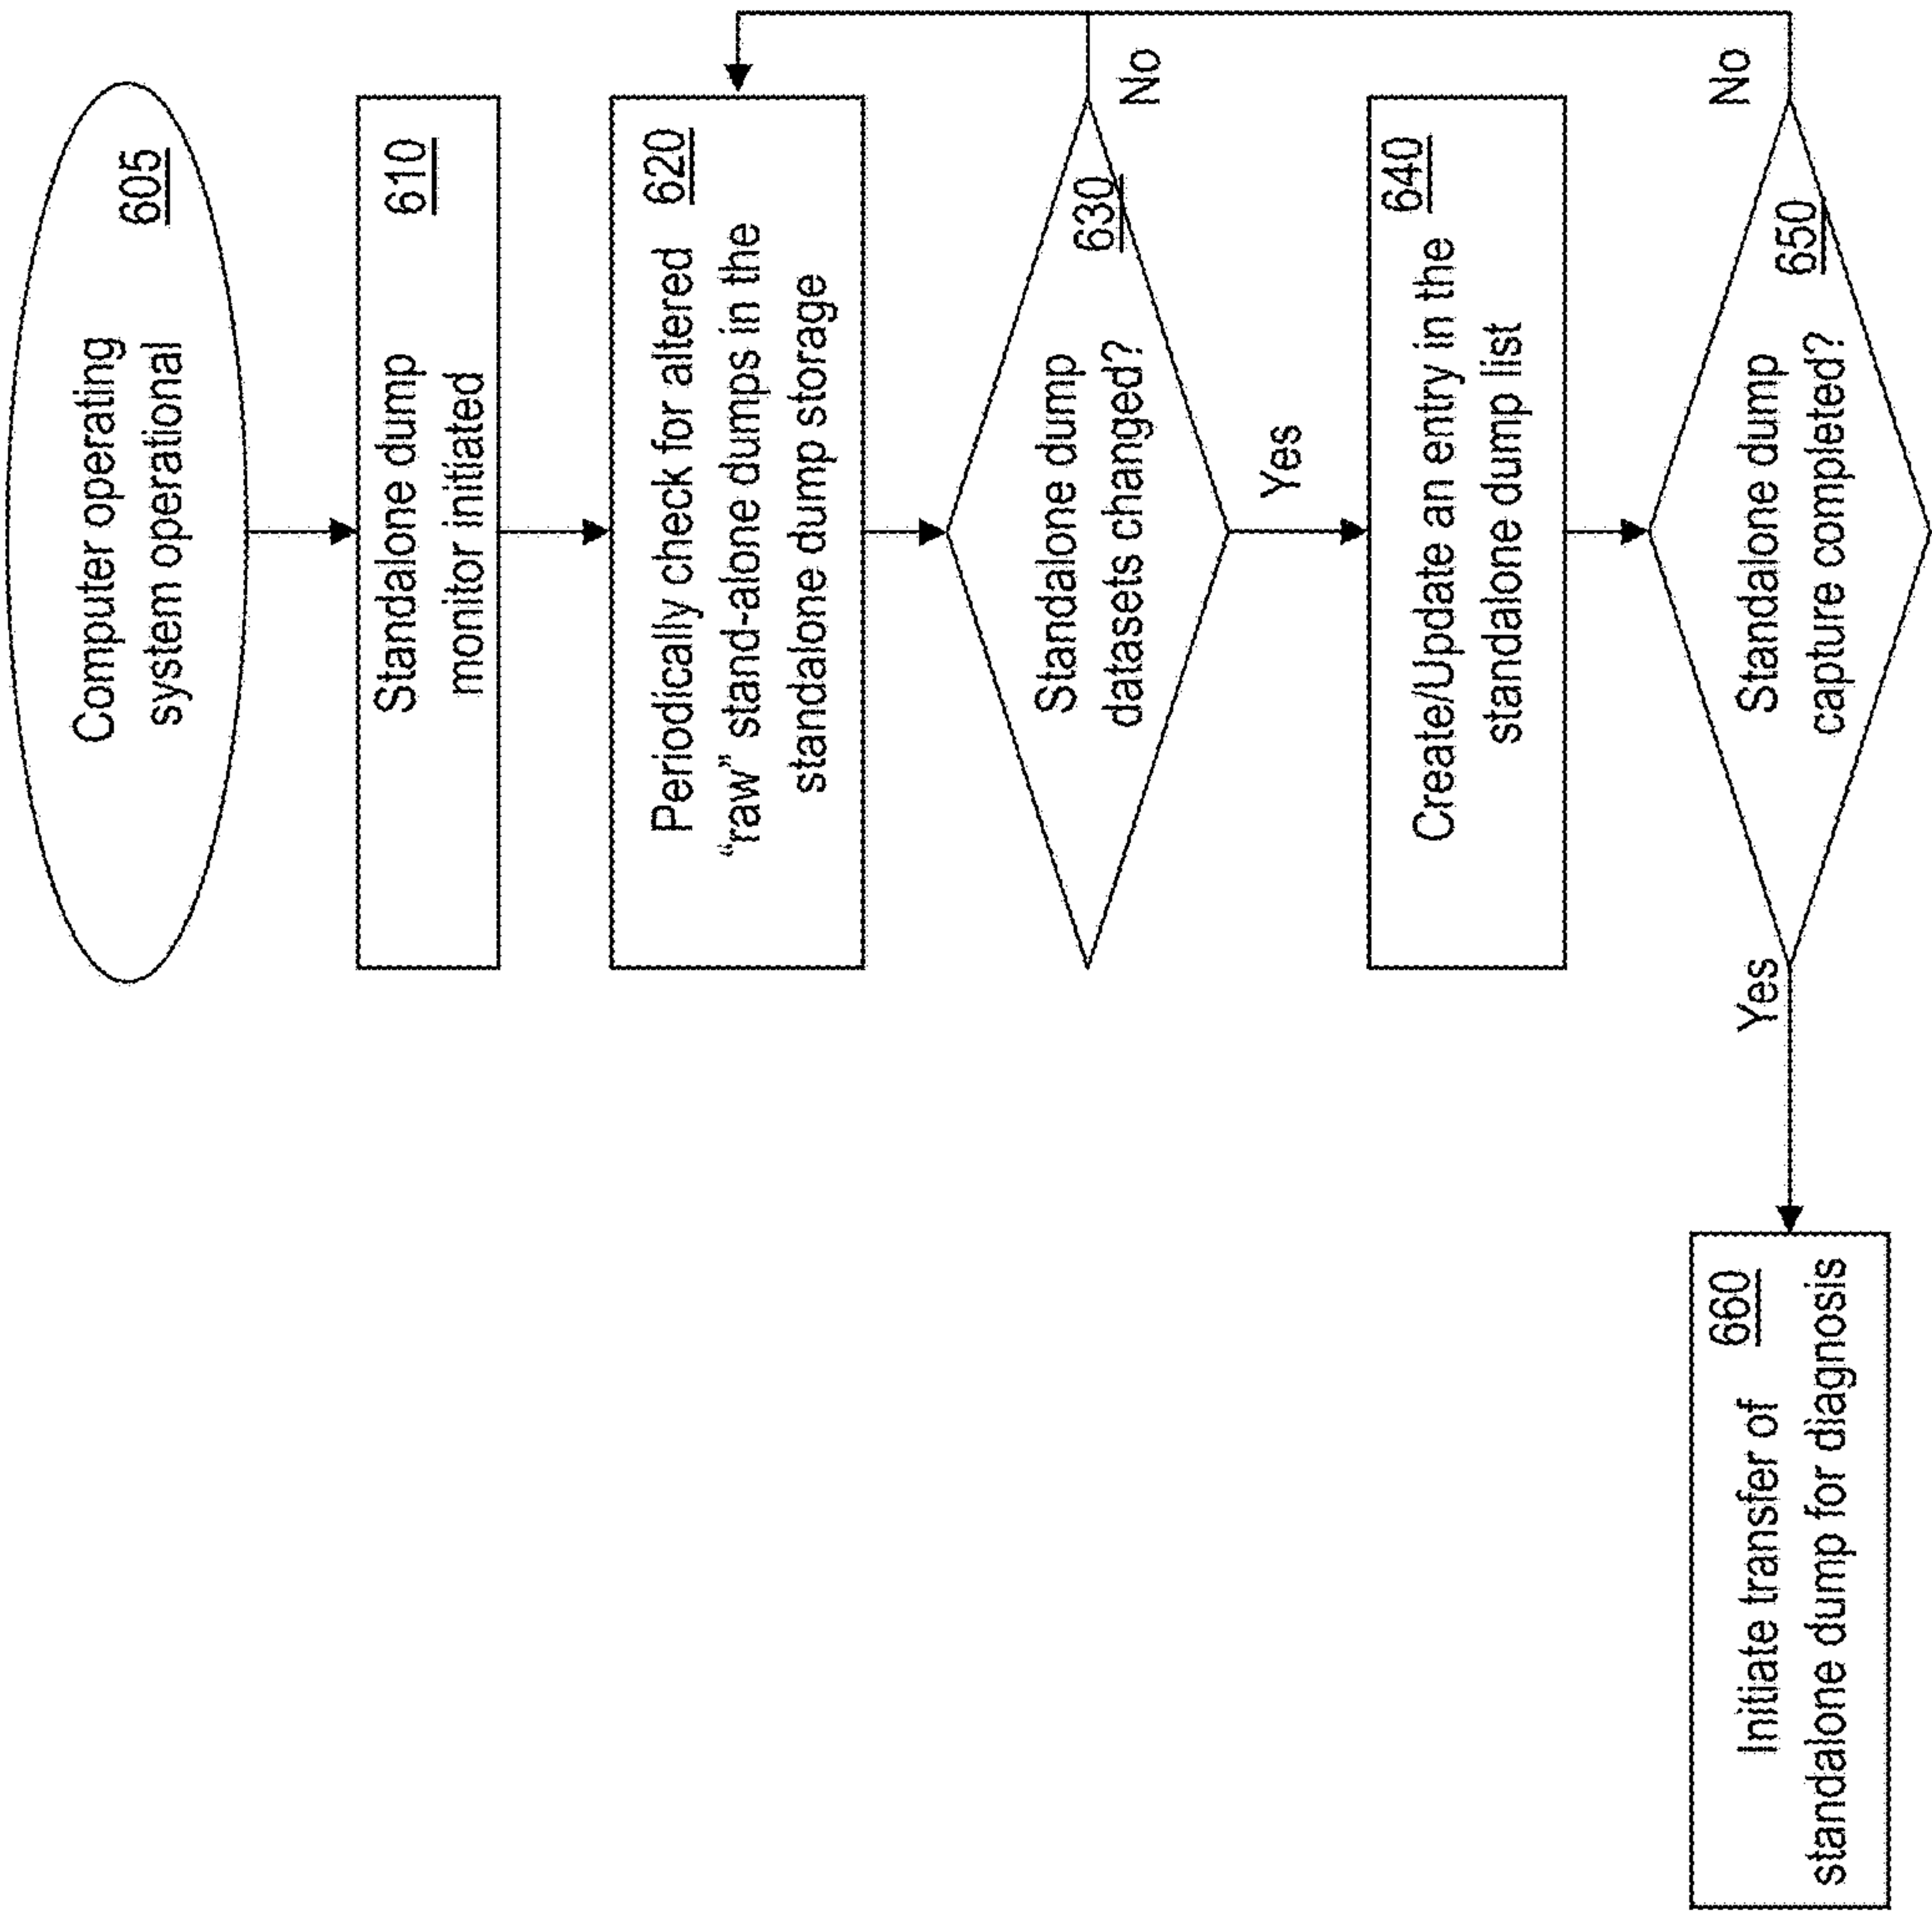 Computer operating
system operational
605
Standalone dump
monitor initiated
610
Periodically check for altered
"raw” stand-alone dumps in the
standalone dump storage
620
Standalone dump
datasets changed?
630
No
Yes
Create/Update an entry in the
standalone dump list
640
Standalone dump
capture completed?
650
No
Yes
Initiate transfer of
standalone dump for diagnosis
660